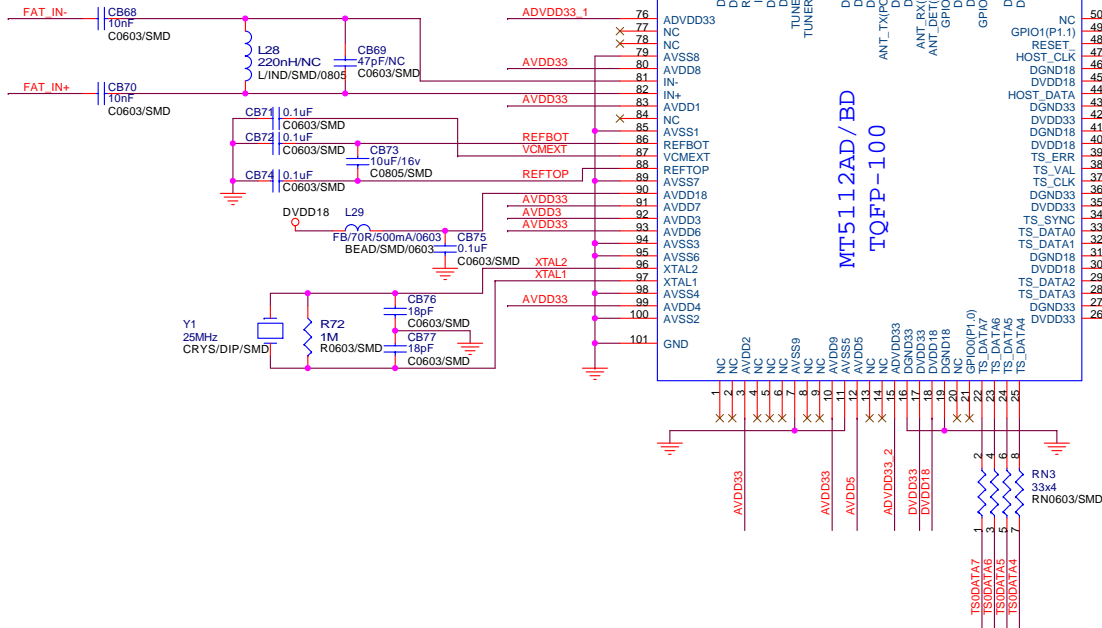 FAT_IN-
CB68
10nF
C0603/SMD
L28
220nH/NC
L/IND/SMD/0805
CB69
47pF/NC
C0603/SMD
FAT_IN+
CB70
10nF
C0603/SMD
CB71
0.1uF
C0603/SMD
CB72
0.1uF
C0603/SMD
CB73
10uF/16v
C0805/SMD
CB74
0.1uF
C0603/SMD
DVDD18
L29
FB/70R/500mA/0603
BEAD/SMD/0603
CB75
0.1uF
C0603/SMD
Y1
25MHz
CRYS/DIP/SMD
R72
1M
R0603/SMD
CB76
18pF
C0603/SMD
CB77
18pF
C0603/SMD
ADVDD33_1
AVDD33
AVDD33
REFBOT
VCMEXT
REFTOP
AVDD33
AVDD3
AVDD33
XTAL2
XTAL1
AVDD33
76 ADVDD33
77 NC
78 NC
79 AVSS8
80 AVDD8
81 IN-
82 IN+
83 AVDD1
84 NC
85 AVSS1
86 REFBOT
87 VCMEXT
88 REFTOP
89 AVSS7
90 AVDD18
91 AVDD7
92 AVDD3
93 AVDD6
94 AVSS3
95 AVSS6
96 XTAL2
97 XTAL1
98 AVSS4
99 AVDD4
100 AVSS2
101 GND
MT5112AD/BD
TQFP-100
NC 50
GPIO1(P1.1) 49
RESET_ 48
HOST_CLK 47
DGND18 46
DVDD18 45
HOST_DATA 44
DGND33 43
DVDD33 42
DGND18 41
DVDD18 40
TS_ERR 39
TS_VAL 38
TS_CLK 37
DGND33 36
DVDD33 35
TS_SYNC 34
TS_DATA0 33
TS_DATA1 32
DGND18 31
DVDD18 30
TS_DATA2 29
TS_DATA3 28
DGND33 27
DVDD33 26
NC 1
NC 2
AVDD2 3
NC 4
NC 5
NC 6
AVSS9 7
NC 8
NC 9
AVDD9 10
AVSS5 11
AVDD5 12
NC 13
NC 14
ADVDD33 15
DGND33 16
DVDD33 17
DVDD18 18
DGND18 19
NC 20
GPIO0(P1.0) 21
TS_DATA7 22
TS_DATA6 23
TS_DATA5 24
TS_DATA4 25
AVDD33
AVDD33
AVDD5
ADVDD33_2
DVDD33
DVDD18
2 4 6 8
RN3
33x4
RN0603/SMD
1 3 5 7
TS0DATA7
TS0DATA6
TS0DATA5
TS0DATA4